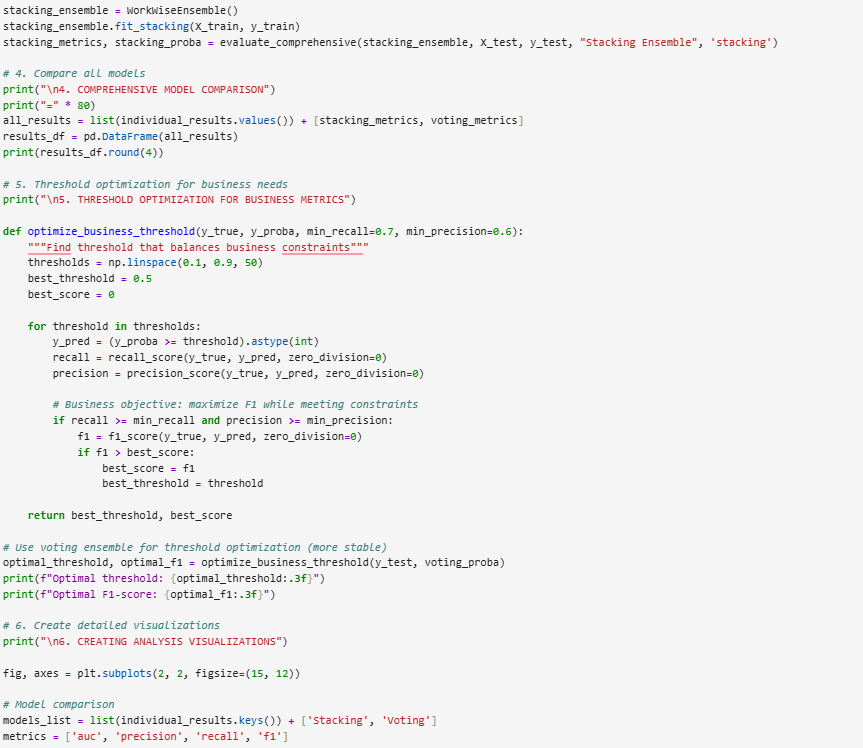 stacking_ensemble = WorkWiseEnsemble()
stacking_ensemble.fit_stacking(X_train, y_train)
stacking_metrics, stacking_proba = evaluate_comprehensive(stacking_ensemble, X_test, y_test, "Stacking Ensemble", 'stacking')

# 4. Compare all models
print("\n4. COMPREHENSIVE MODEL COMPARISON")
print("=" * 80)
all_results = list(individual_results.values()) + [stacking_metrics, voting_metrics]
results_df = pd.DataFrame(all_results)
print(results_df.round(4))

# 5. Threshold optimization for business needs
print("\n5. THRESHOLD OPTIMIZATION FOR BUSINESS METRICS")

def optimize_business_threshold(y_true, y_proba, min_recall=0.7, min_precision=0.6):
    """Find threshold that balances business constraints"""
    thresholds = np.linspace(0.1, 0.9, 50)
    best_threshold = 0.5
    best_score = 0

    for threshold in thresholds:
        y_pred = (y_proba >= threshold).astype(int)
        recall = recall_score(y_true, y_pred, zero_division=0)
        precision = precision_score(y_true, y_pred, zero_division=0)

        # Business objective: maximize F1 while meeting constraints
        if recall >= min_recall and precision >= min_precision:
            f1 = f1_score(y_true, y_pred, zero_division=0)
            if f1 > best_score:
                best_score = f1
                best_threshold = threshold

    return best_threshold, best_score

# Use voting ensemble for threshold optimization (more stable)
optimal_threshold, optimal_f1 = optimize_business_threshold(y_test, voting_proba)
print(f"Optimal threshold: {optimal_threshold:.3f}")
print(f"Optimal F1-score: {optimal_f1:.3f}")

# 6. Create detailed visualizations
print("\n6. CREATING ANALYSIS VISUALIZATIONS")

fig, axes = plt.subplots(2, 2, figsize=(15, 12))

# Model comparison
models_list = list(individual_results.keys()) + ['Stacking', 'Voting']
metrics = ['auc', 'precision', 'recall', 'f1']